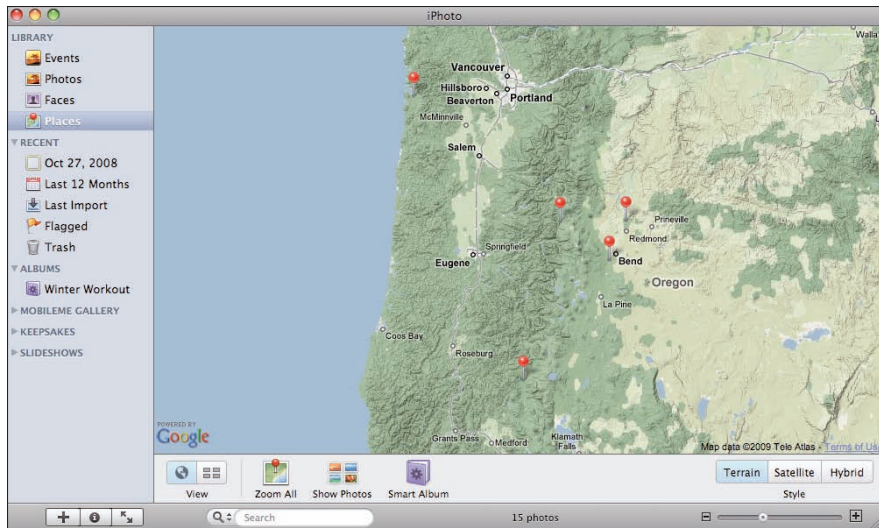 iPhoto
LIBRARY
Events
Photos
Faces
Places
RECENT
Oct 27, 2008
Last 12 Months
Last Import
Flagged
Trash
ALBUMS
Winter Workout
MOBILEME GALLERY
KEEPSAKES
SLIDESHOWS
Walla
Vancouver
Hillsboro
Beaverton
Portland
McMinnville
Salem
Prineville
Redmond
Springfield
Eugene
Bend
Oregon
La Pine
Coos Bay
Roseburg
Grants Pass
Medford
Klamath
Falls
POWERED BY
Google
Map data ©2009 Tele Atlas - Terms of Us
View
Zoom All
Show Photos
Smart Album
Terrain
Satellite
Hybrid
Style
Search
15 photos